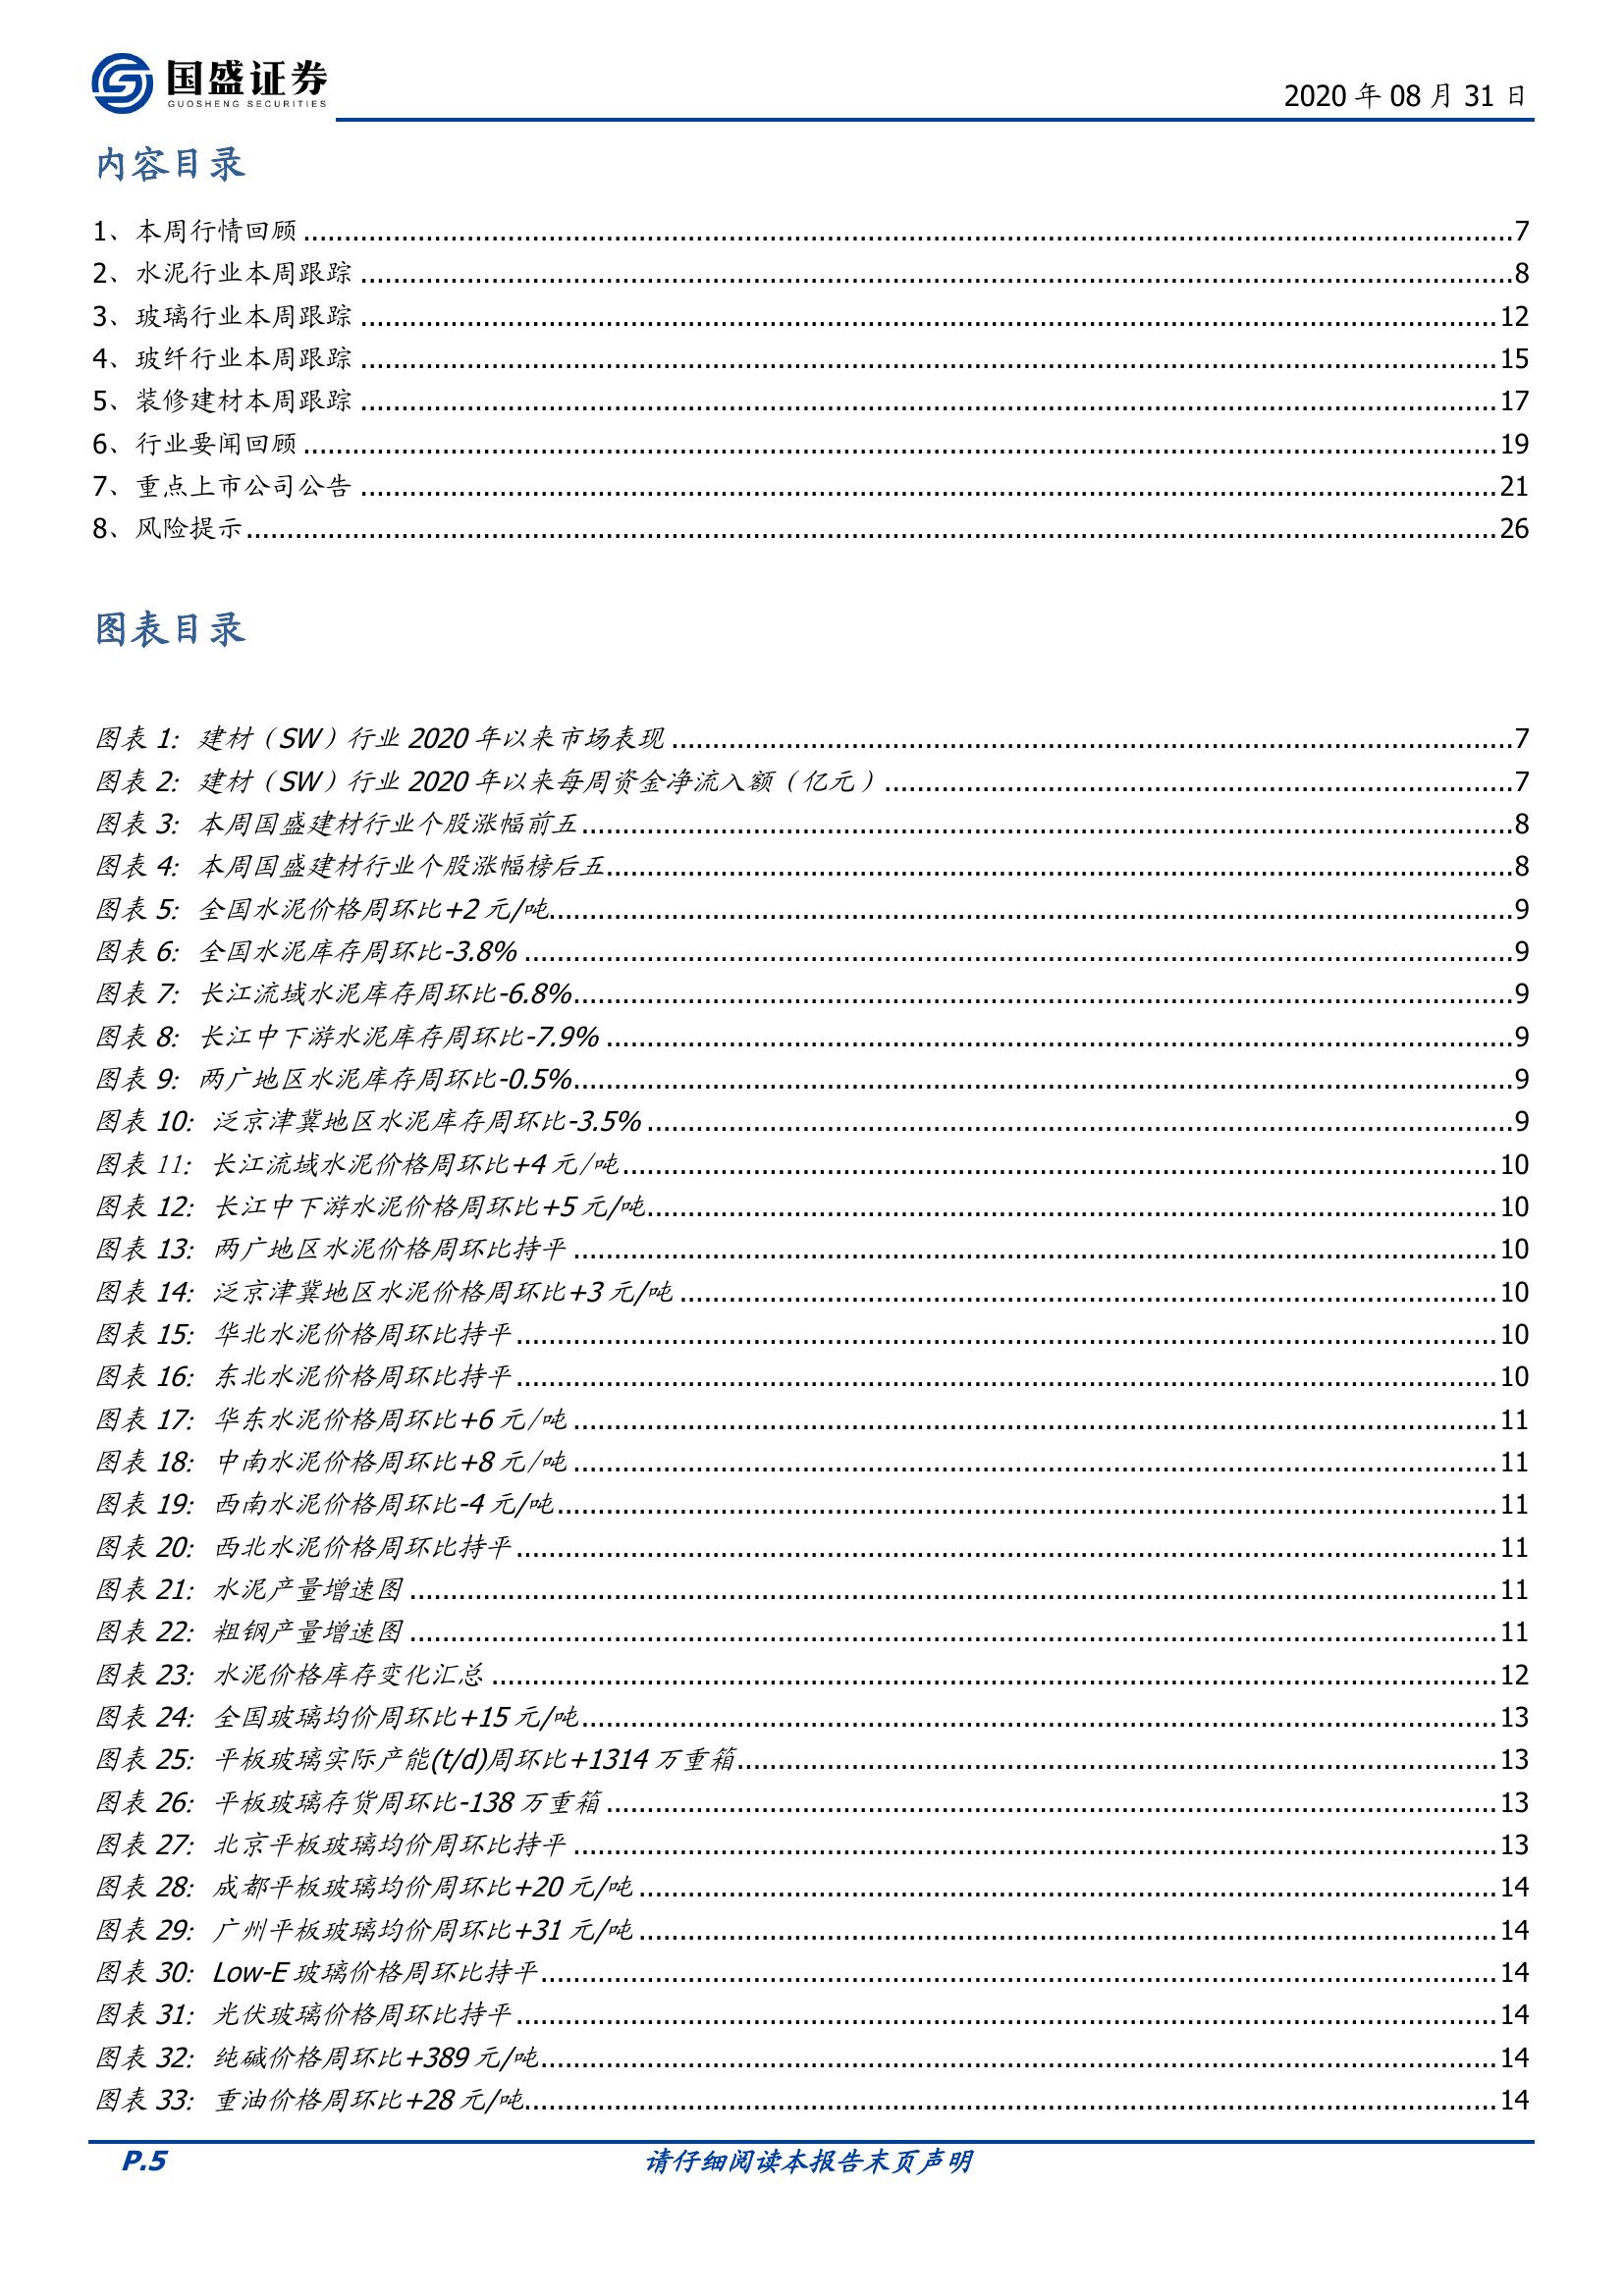 国盛证券
GUOSHENG SECURITIES
2020 年 08 月 31 日
内容目录
1、本周行情回顾 ........ 7
2、水泥行业本周跟踪 ........ 8
3、玻璃行业本周跟踪 ........ 12
4、玻纤行业本周跟踪 ........ 15
5、装修建材本周跟踪 ........ 17
6、行业要闻回顾 ........ 19
7、重点上市公司公告 ........ 21
8、风险提示 ........ 26
图表目录
图表 1: 建材（SW）行业 2020 年以来市场表现 ........ 7
图表 2: 建材（SW）行业 2020 年以来每周资金净流入额（亿元） ........ 7
图表 3: 本周国盛建材行业个股涨幅前五 ........ 8
图表 4: 本周国盛建材行业个股涨幅榜后五 ........ 8
图表 5: 全国水泥价格周环比+2 元/吨 ........ 9
图表 6: 全国水泥库存周环比-3.8% ........ 9
图表 7: 长江流域水泥库存周环比-6.8% ........ 9
图表 8: 长江中下游水泥库存周环比-7.9% ........ 9
图表 9: 两广地区水泥库存周环比-0.5% ........ 9
图表 10: 泛京津冀地区水泥库存周环比-3.5% ........ 9
图表 11: 长江流域水泥价格周环比+4 元/吨 ........ 10
图表 12: 长江中下游水泥价格周环比+5 元/吨 ........ 10
图表 13: 两广地区水泥价格周环比持平 ........ 10
图表 14: 泛京津冀地区水泥价格周环比+3 元/吨 ........ 10
图表 15: 华北水泥价格周环比持平 ........ 10
图表 16: 东北水泥价格周环比持平 ........ 10
图表 17: 华东水泥价格周环比+6 元/吨 ........ 11
图表 18: 中南水泥价格周环比+8 元/吨 ........ 11
图表 19: 西南水泥价格周环比-4 元/吨 ........ 11
图表 20: 西北水泥价格周环比持平 ........ 11
图表 21: 水泥产量增速图 ........ 11
图表 22: 粗钢产量增速图 ........ 11
图表 23: 水泥价格库存变化汇总 ........ 12
图表 24: 全国玻璃均价周环比+15 元/吨 ........ 13
图表 25: 平板玻璃实际产能(t/d)周环比+1314 万重箱 ........ 13
图表 26: 平板玻璃存货周环比-138 万重箱 ........ 13
图表 27: 北京平板玻璃均价周环比持平 ........ 13
图表 28: 成都平板玻璃均价周环比+20 元/吨 ........ 14
图表 29: 广州平板玻璃均价周环比+31 元/吨 ........ 14
图表 30: Low-E 玻璃价格周环比持平 ........ 14
图表 31: 光伏玻璃价格周环比持平 ........ 14
图表 32: 纯碱价格周环比+389 元/吨 ........ 14
图表 33: 重油价格周环比+28 元/吨 ........ 14
P.5 请仔细阅读本报告末页声明